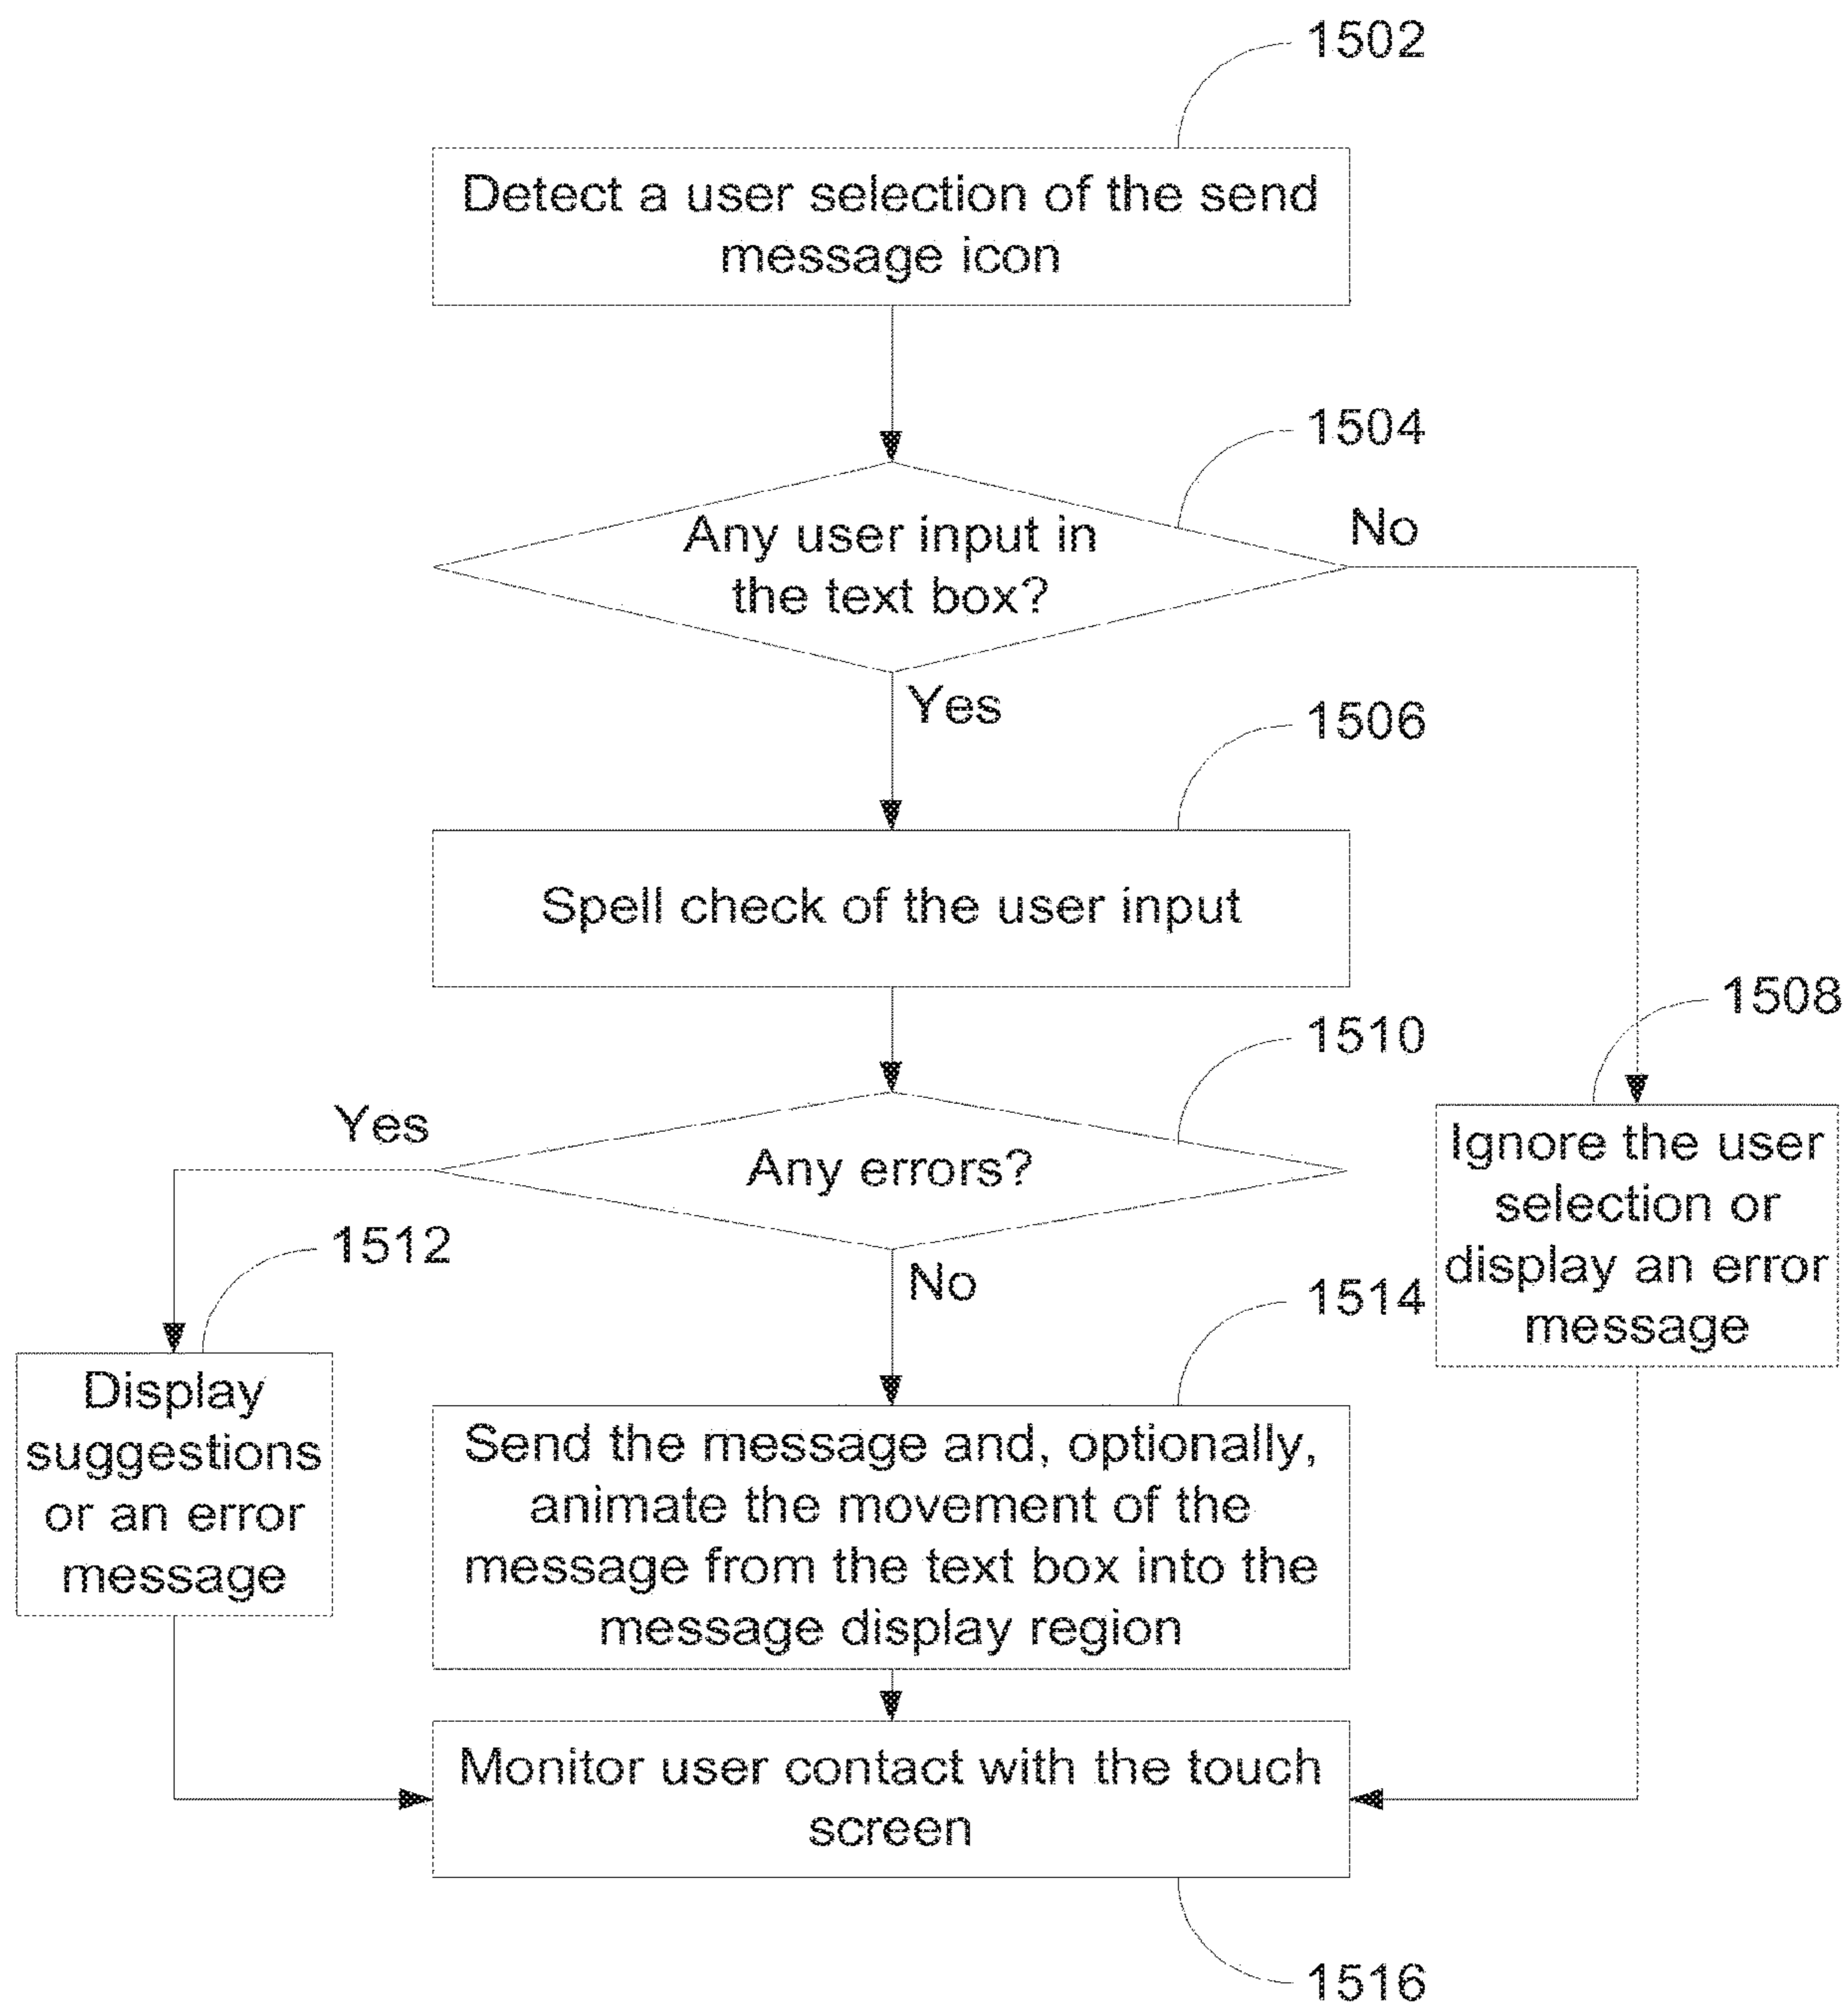 1502
Detect a user selection of the send
message icon
1504
Any user input in
the text box?
No
Yes
1506
Spell check of the user input
1508
1510
Yes
Any errors?
Ignore the user
selection or
display an error
message
1512
No
1514
Display
suggestions
or an error
message
Send the message and, optionally,
animate the movement of the
message from the text box into the
message display region
Monitor user contact with the touch
screen
1516